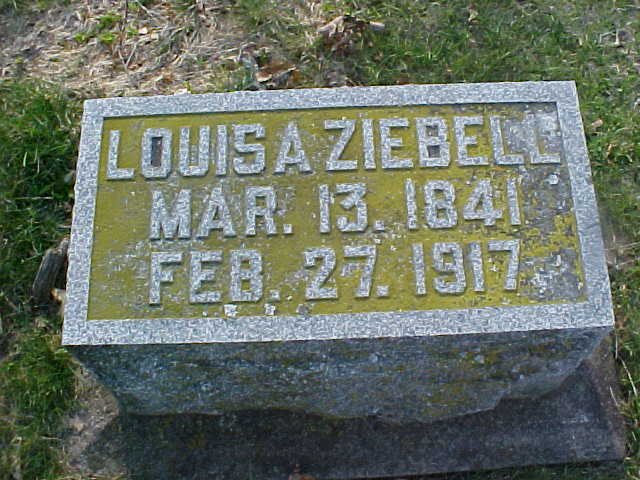 LOUISA ZIEBELL
MAR. 13. 1841
FEB. 27. 1917